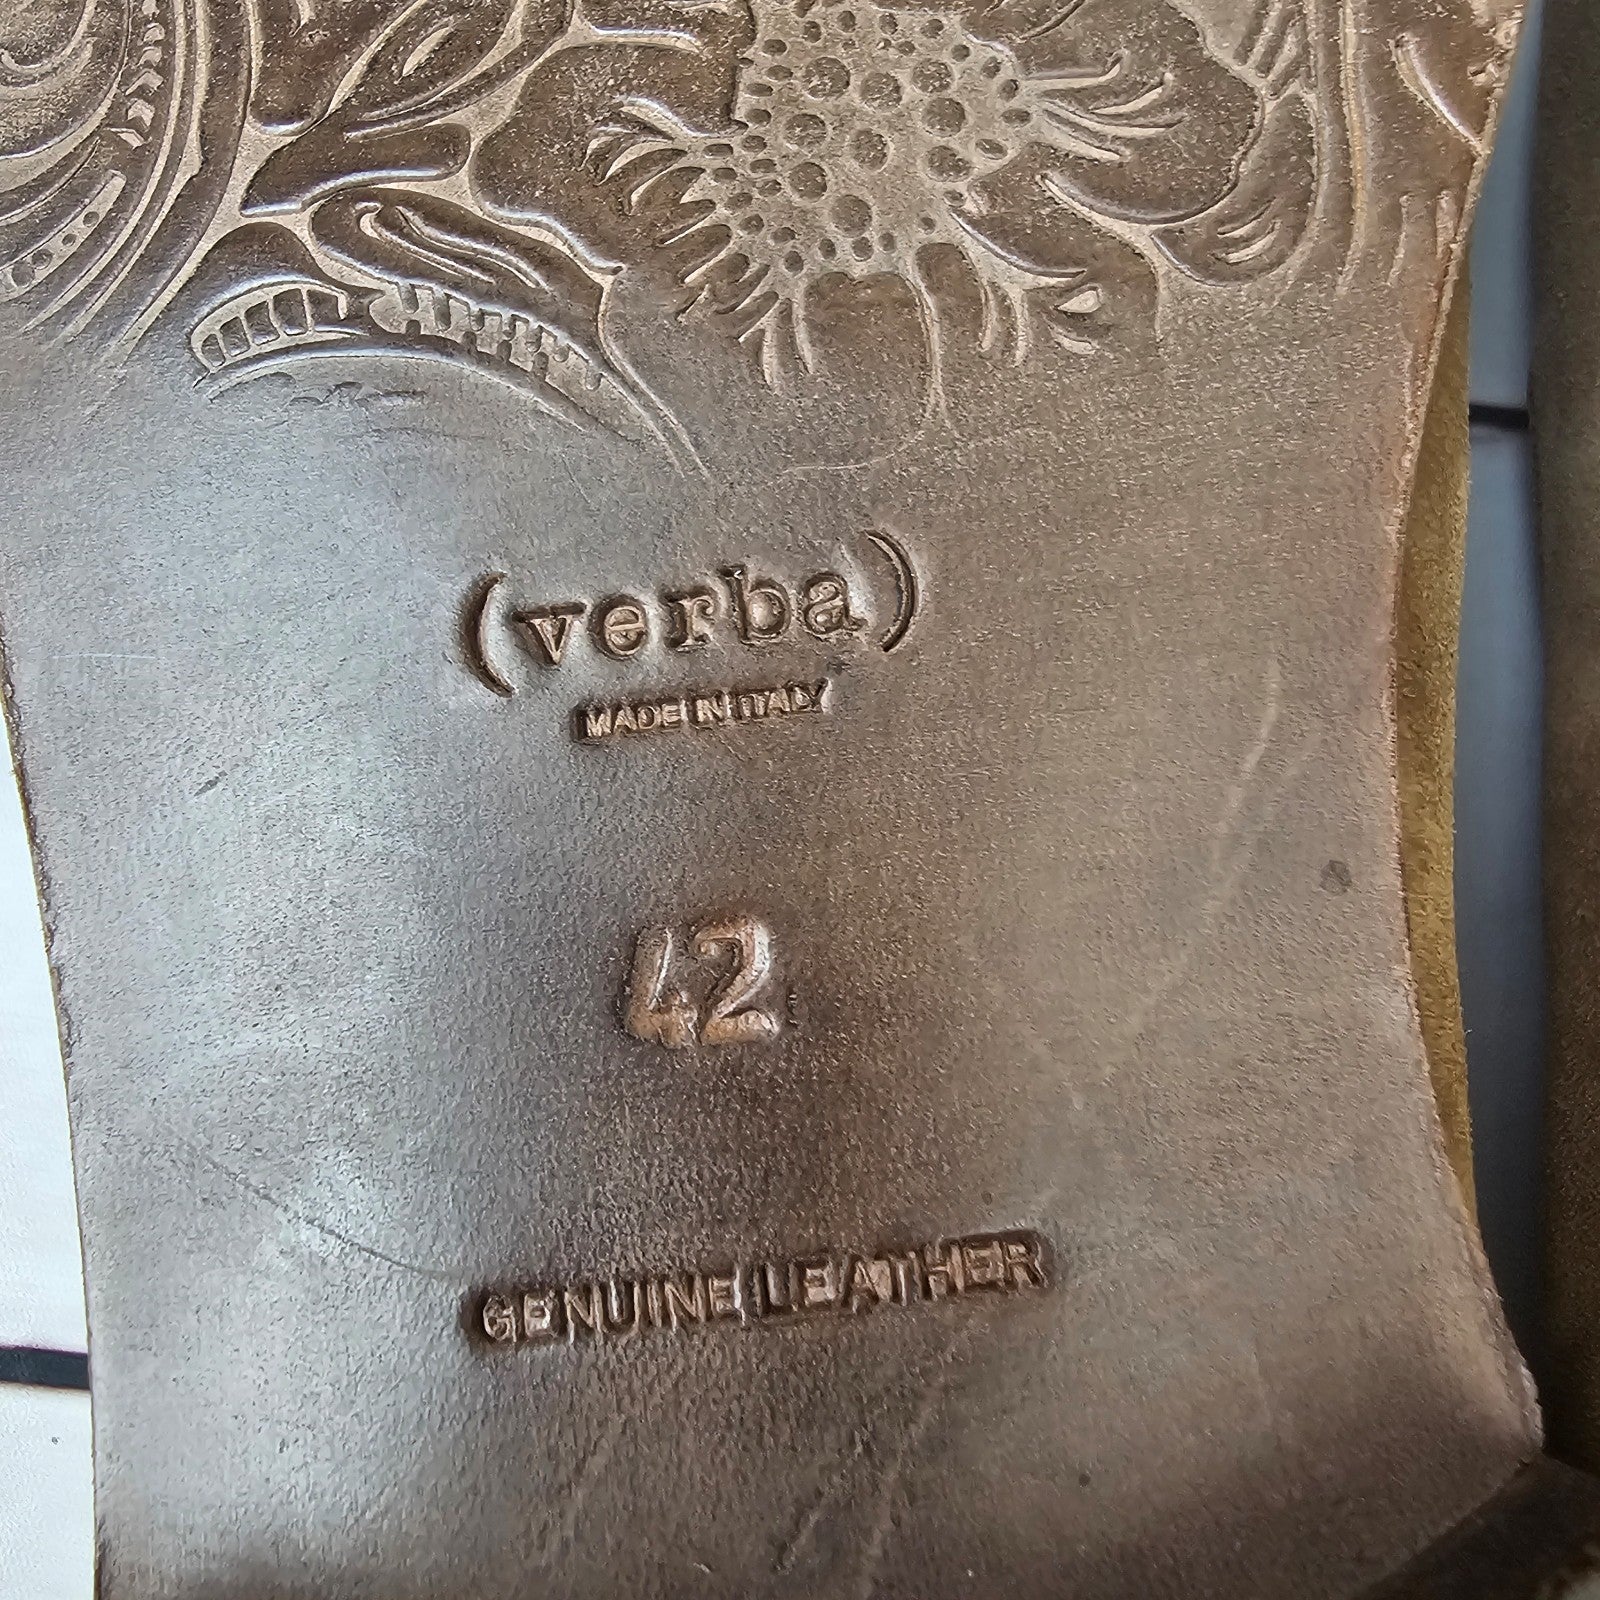 (verba)
MADE IN ITALY
42
GENUINE LEATHER